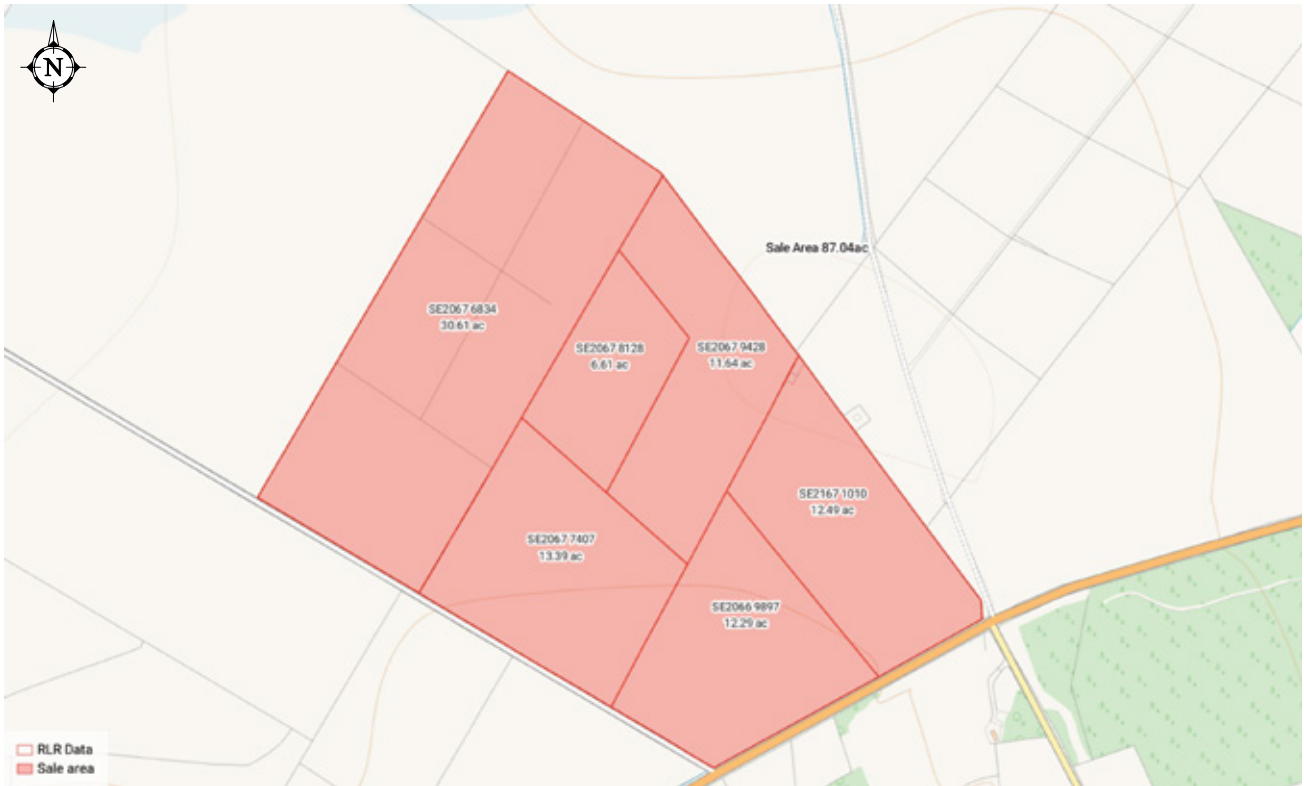 N
Sale Area 87.04ac
SE2067 6834
30.61 ac
SE2067 8128
6.61 ac
SE2067 9428
11.64 ac
SE2167 1010
12.49 ac
SE2067 7407
13.39 ac
SE2066 9897
12.29 ac
RLR Data
Sale area